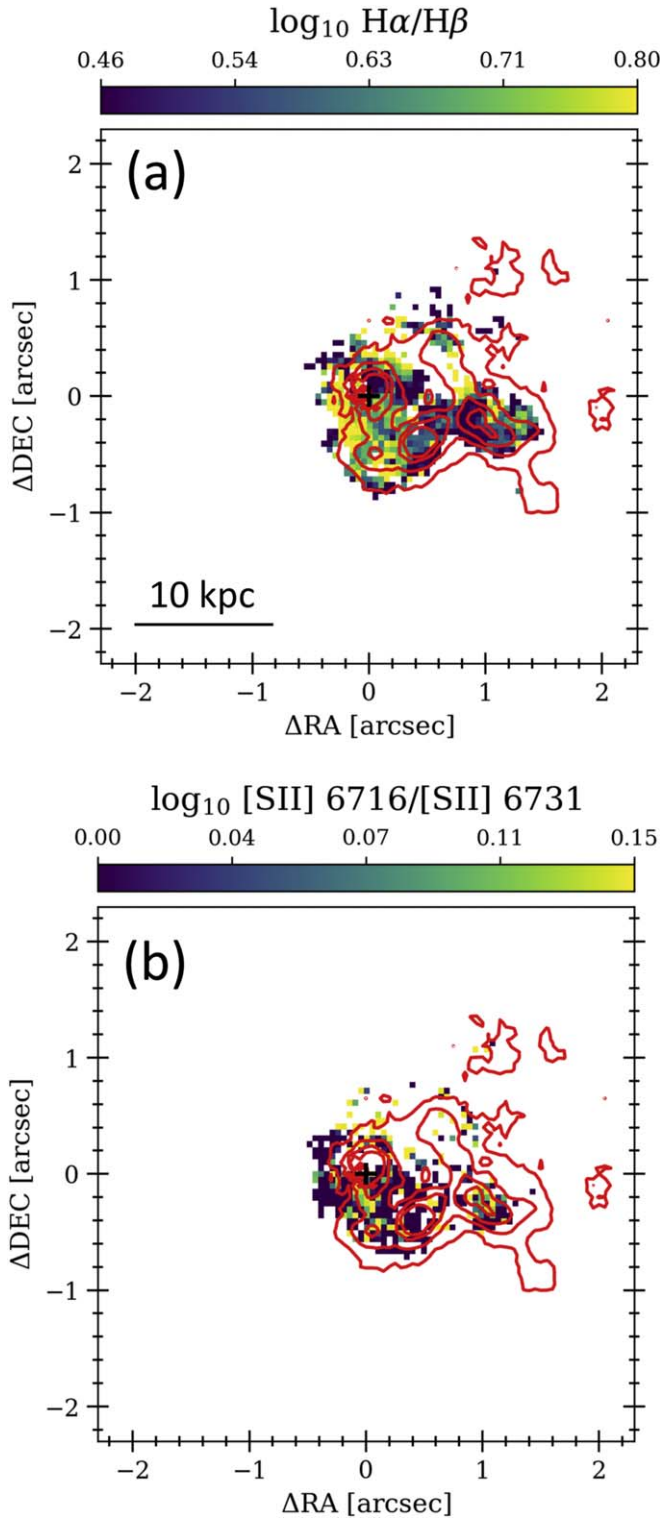 log₁₀ Hα/Hβ
0.46 0.54 0.63 0.71 0.80
(a)
2
1
0
−1
−2
ΔDEC [arcsec]
10 kpc
−2 −1 0 1 2
ΔRA [arcsec]
log₁₀ [SII] 6716/[SII] 6731
0.00 0.04 0.07 0.11 0.15
(b)
2
1
0
−1
−2
ΔDEC [arcsec]
−2 −1 0 1 2
ΔRA [arcsec]